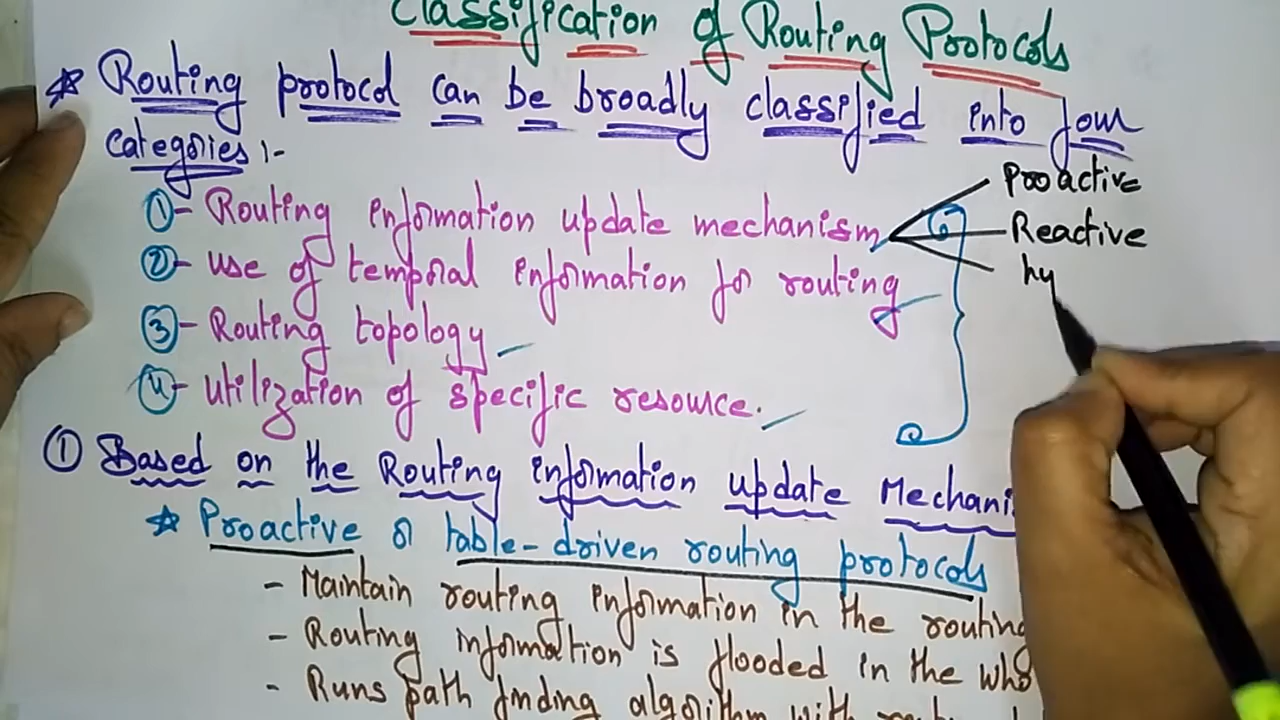 Classification of Routing Protocols
Routing protocol can be broadly classified into four
categories :-
1 - Routing information update mechanism
Proactive
Reactive
hy
2 - use of temporal information for routing
3 - Routing topology
4 - utilization of specific resource.
1 Based on the Routing information update Mechani
Proactive or table-driven routing protocols
- Maintain routing information in the routing
- Routing information is flooded in the who
- Runs path finding algorithm with